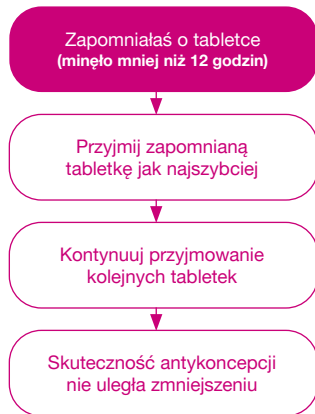 Zapomniałaś o tabletce
(minęło mniej niż 12 godzin)
Przyjmij zapomnianą
tabletkę jak najszybciej
Kontynuuj przyjmowanie
kolejnych tabletek
Skuteczność antykoncepcji
nie uległa zmniejszeniu